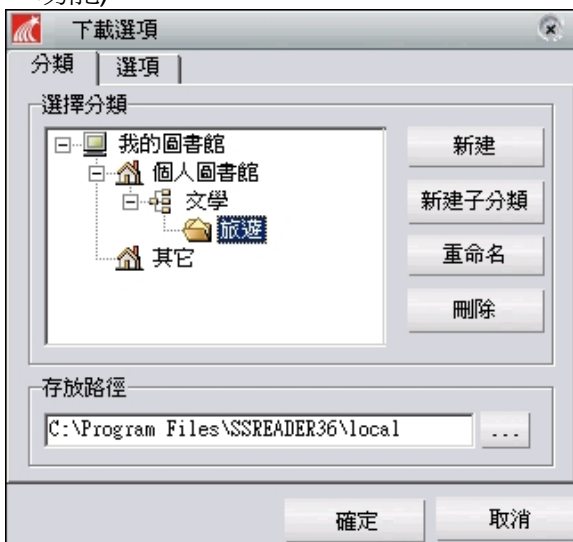 功能)
下載選項
分類 選項
選擇分類
我的圖書館
個人圖書館
文學
旅遊
其它
新建
新建子分類
重命名
刪除
存放路徑
C:\Program Files\SSREADER36\local ...
確定 取消